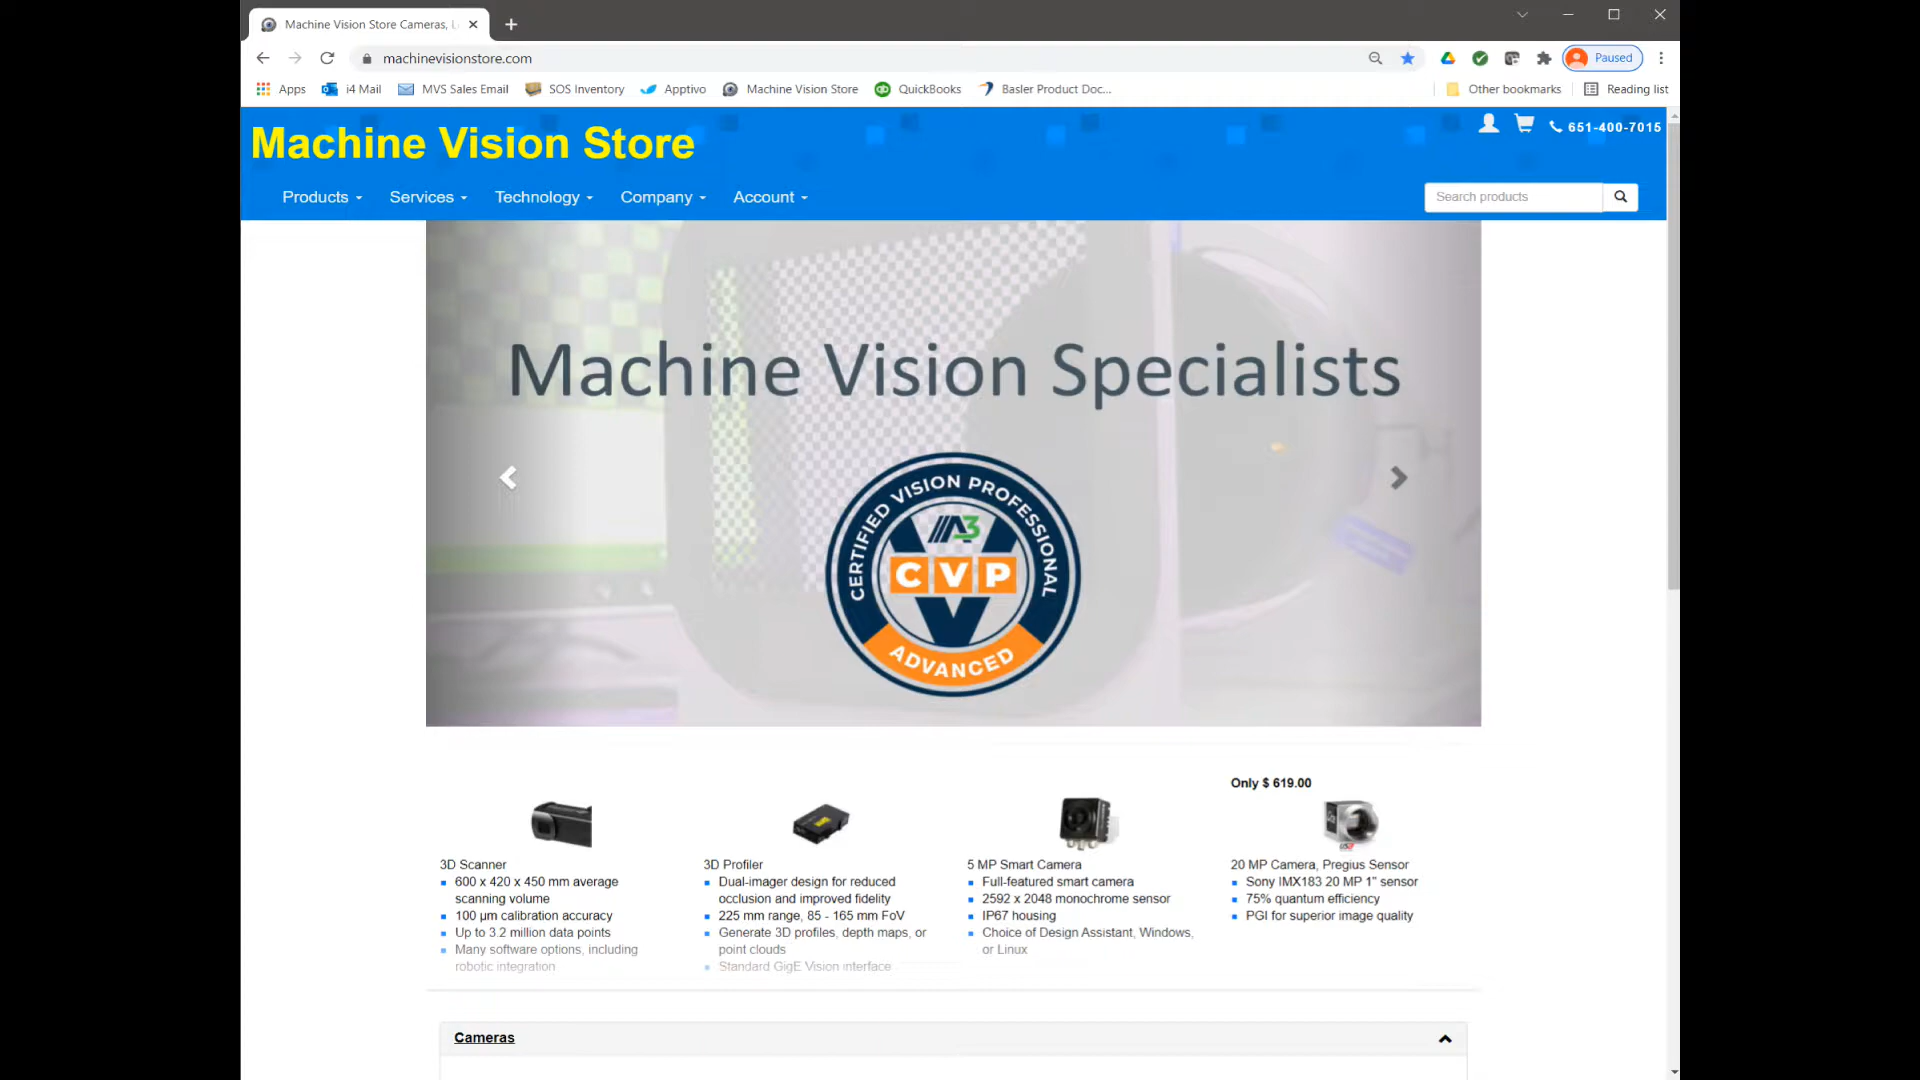 Machine Vision Store Cameras, L
machinevisionstore.com
Paused
Apps
i4 Mail
MVS Sales Email
SOS Inventory
Apptivo
Machine Vision Store
QuickBooks
Basler Product Doc...
Other bookmarks
Reading list
Machine Vision Store
651-400-7015
Products
Services
Technology
Company
Account
Search products
Machine Vision Specialists
CERTIFIED VISION PROFESSIONAL
A3
CVP
ADVANCED
Only $ 619.00
3D Scanner
600 x 420 x 450 mm average
scanning volume
100 μm calibration accuracy
Up to 3.2 million data points
Many software options, including
robotic integration
3D Profiler
Dual-imager design for reduced
occlusion and improved fidelity
225 mm range, 85 - 165 mm FoV
Generate 3D profiles, depth maps, or
point clouds
Standard GigE Vision interface
5 MP Smart Camera
Full-featured smart camera
2592 x 2048 monochrome sensor
IP67 housing
Choice of Design Assistant, Windows,
or Linux
20 MP Camera, Pregius Sensor
Sony IMX183 20 MP 1" sensor
75% quantum efficiency
PGI for superior image quality
Cameras